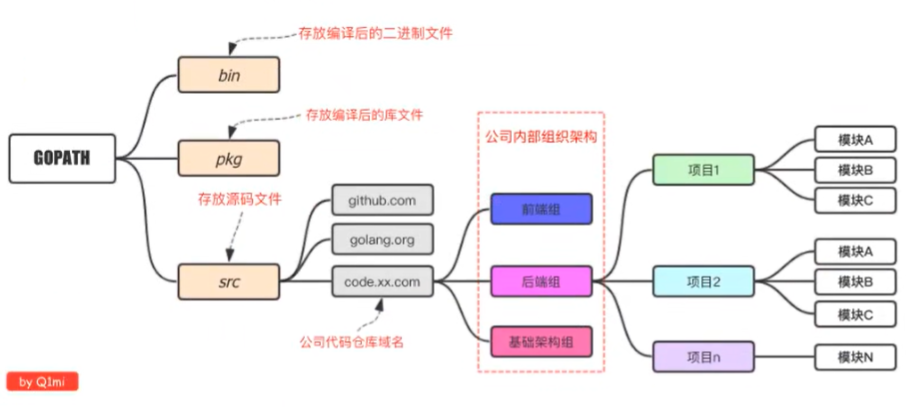 存放编译后的二进制文件
bin
存放编译后的库文件
GOPATH
pkg
存放源码文件
src
github.com
golang.org
code.xx.com
公司代码仓库域名
公司内部组织架构
前端组
后端组
基础架构组
项目1
模块A
模块B
模块C
项目2
模块A
模块B
模块C
项目n
模块N
by Q1mi